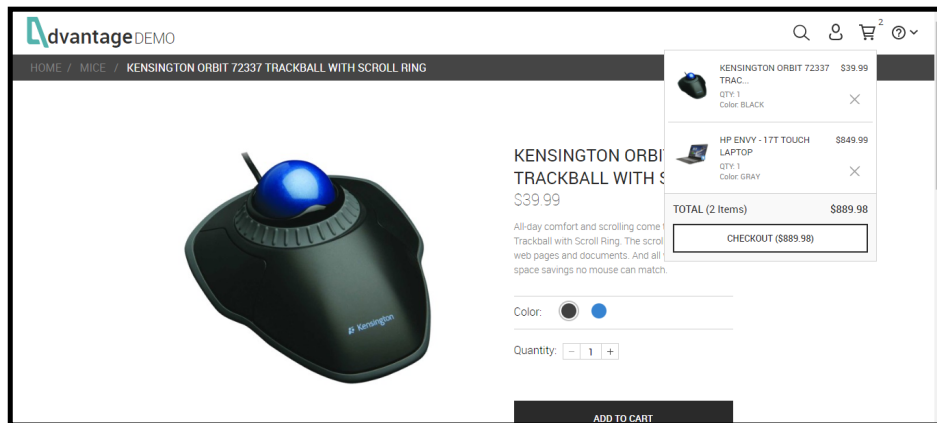 dvantage DEMO
2
HOME / MICE / KENSINGTON ORBIT 72337 TRACKBALL WITH SCROLL RING
KENSINGTON ORBIT 72337 $39.99
TRAC...
QTY: 1
Color: BLACK
HP ENVY - 17T TOUCH $849.99
LAPTOP
QTY: 1
Color: GRAY
TOTAL (2 Items) $889.98
CHECKOUT ($889.98)
KENSINGTON ORBI
TRACKBALL WITH S
$39.99
All-day comfort and scrolling come
Trackball with Scroll Ring. The scrol
web pages and documents. And all
space savings no mouse can match.
Kensington
Color:
Quantity: - 1 +
ADD TO CART